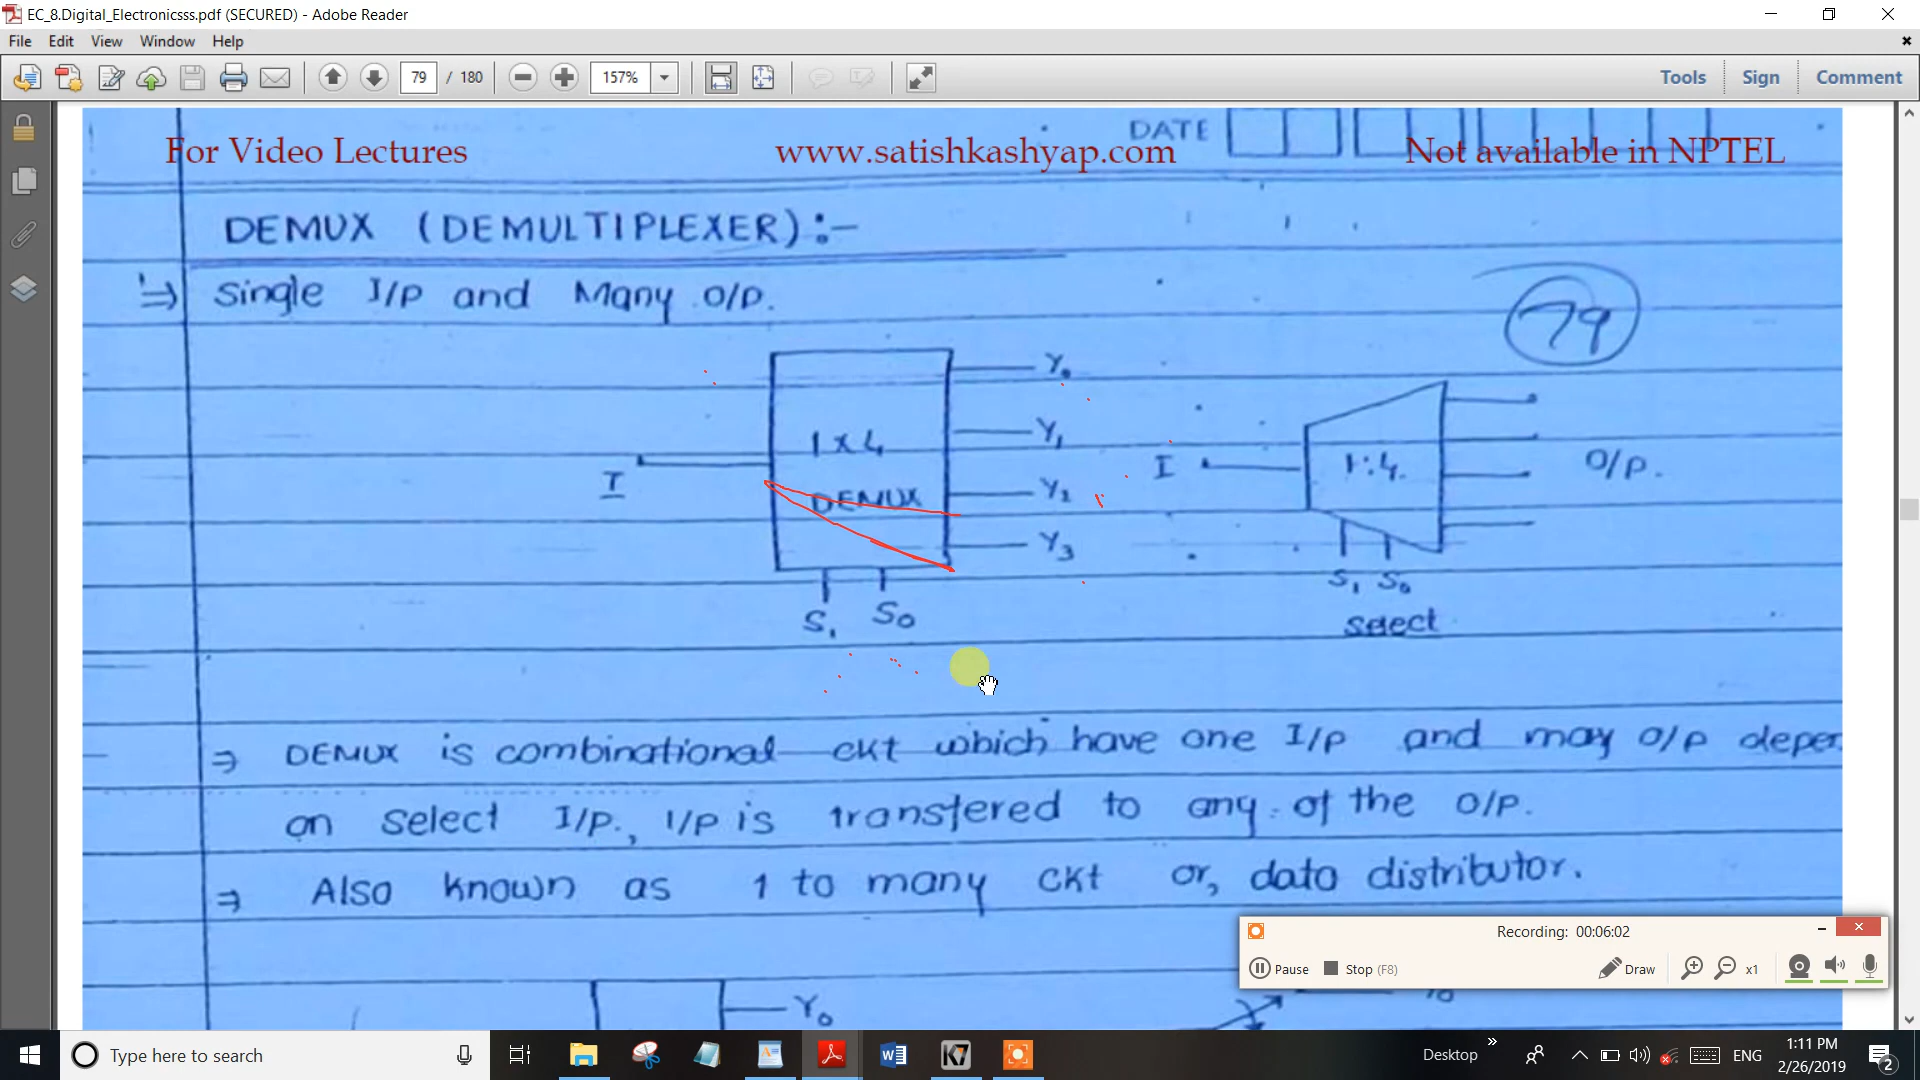 EC_8.Digital_Electronicsss.pdf (SECURED) - Adobe Reader
File Edit View Window Help
79 / 180 157% Tools Sign Comment
DATE
For Video Lectures www.satishkashyap.com Not available in NPTEL
DEMUX (DEMULTIPLEXER):-
⇒ Single I/P and Many O/P.
79
Y0
1x4 Y1
I DEMUX Y2
Y3
S1 S0
I 1:4. O/P.
S1 S0
Select
⇒ DEMUX is combinational ckt which have one I/P and may O/P depen
on select I/P., I/P is transfered to any of the O/P.
⇒ Also known as 1 to many ckt or, data distributor.
Y0
Recording: 00:06:02
Pause Stop (F8) Draw x1
Type here to search
Desktop » ENG
1:11 PM
2/26/2019
2